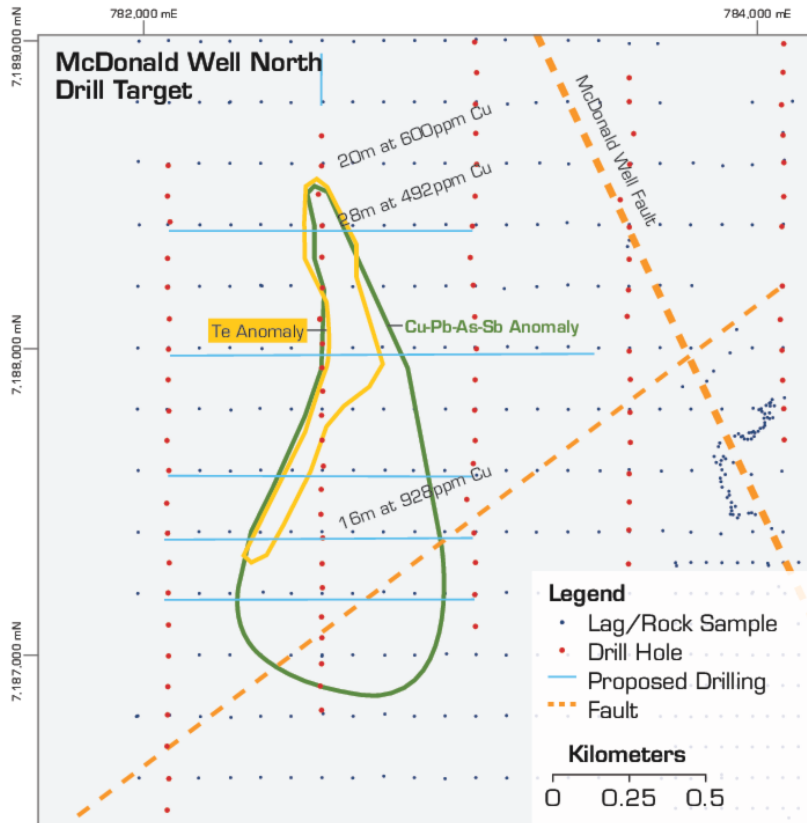 782,000 mE
784,000 mE
7,189,000 mN
McDonald Well North
Drill Target
McDonald Well Fault
20m at 600ppm Cu
28m at 492ppm Cu
Te Anomaly
Cu-Pb-As-Sb Anomaly
7,188,000 mN
16m at 928ppm Cu
7,187,000 mN
Legend
Lag/Rock Sample
Drill Hole
Proposed Drilling
Fault
Kilometers
0 0.25 0.5